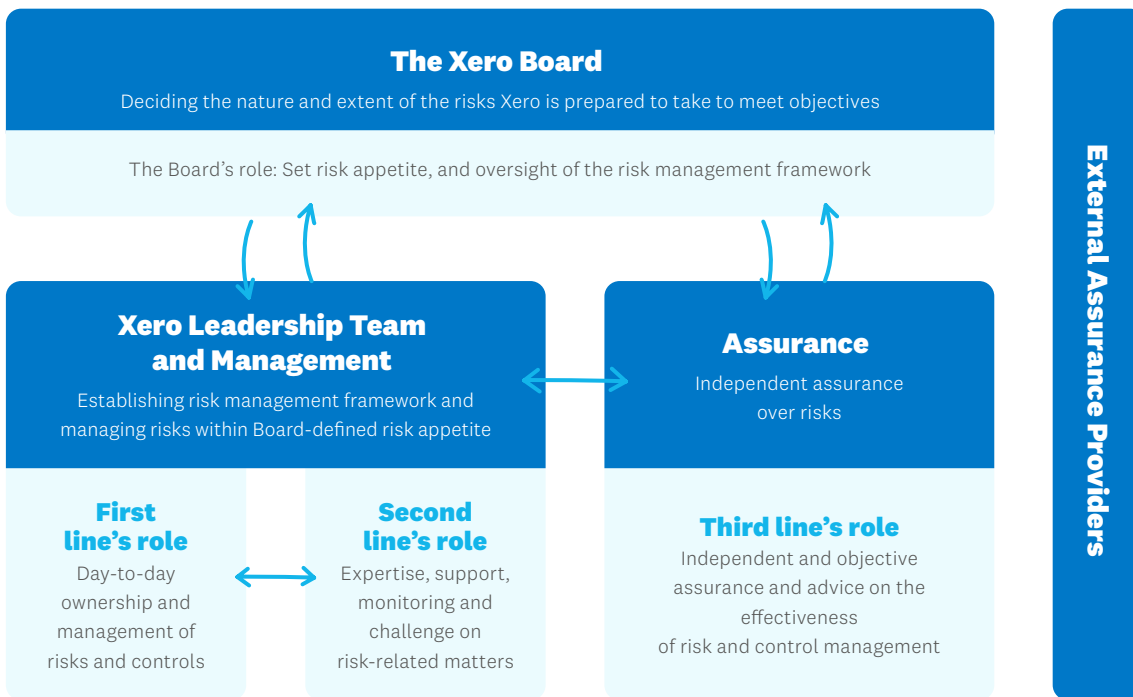 The Xero Board
Deciding the nature and extent of the risks Xero is prepared to take to meet objectives
The Board’s role: Set risk appetite, and oversight of the risk management framework
Xero Leadership Team
and Management
Establishing risk management framework and
managing risks within Board-defined risk appetite
Assurance
Independent assurance
over risks
First
line’s role
Day-to-day
ownership and
management of
risks and controls
Second
line’s role
Expertise, support,
monitoring and
challenge on
risk-related matters
Third line’s role
Independent and objective
assurance and advice on the
effectiveness
of risk and control management
External Assurance Providers